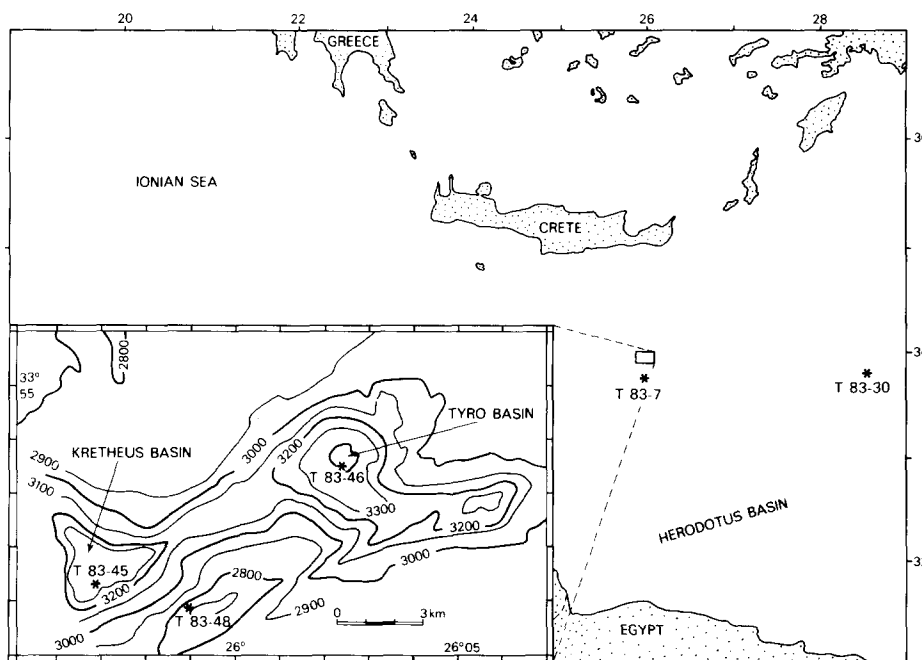 20
22
24
26
28
GREECE
IONIAN SEA
CRETE
T 83-7
T 83-30
HERODOTUS BASIN
EGYPT
2800
33°
55
TYRO BASIN
KRETHEUS BASIN
3000
3200
2900
3100
T 83-46
3300
3200
3000
T 83-45
3200
3000
2800
2900
T 83-48
0
3km
26°
26°05